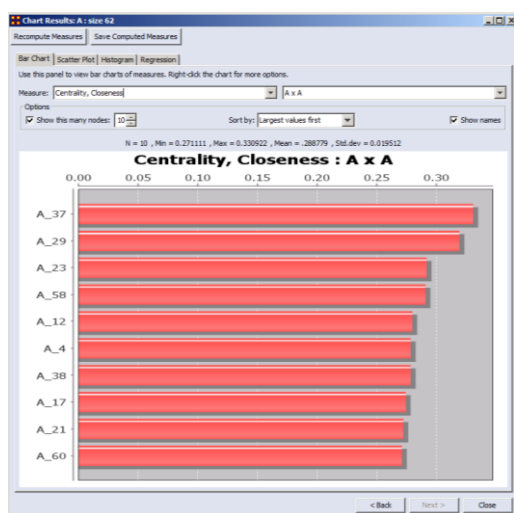 Chart Results: A : size 62
Recompute Measures Save Computed Measures
Bar Chart Scatter Plot Histogram Regression
Use this panel to view bar charts of measures. Right-click the chart for more options.
Measure: Centrality, Closeness A x A
Options
Show this many nodes: 10 Sort by: Largest values first Show names
N = 10 , Min = 0.271111 , Max = 0.330922 , Mean = .288779 , Std.dev = 0.019512
Centrality, Closeness : A x A
0.00 0.05 0.10 0.15 0.20 0.25 0.30
A_37
A_29
A_23
A_58
A_12
A_4
A_38
A_17
A_21
A_60
< Back Next > Close